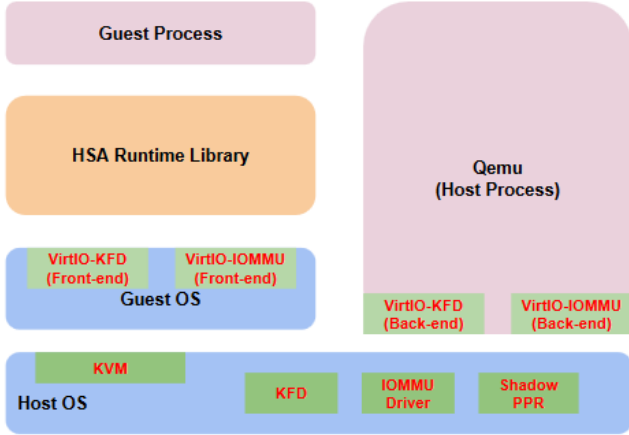 Guest Process
HSA Runtime Library
Qemu
(Host Process)
VirtIO-KFD
(Front-end)
VirtIO-IOMMU
(Front-end)
Guest OS
VirtIO-KFD
(Back-end)
VirtIO-IOMMU
(Back-end)
KVM
Host OS
KFD
IOMMU
Driver
Shadow
PPR